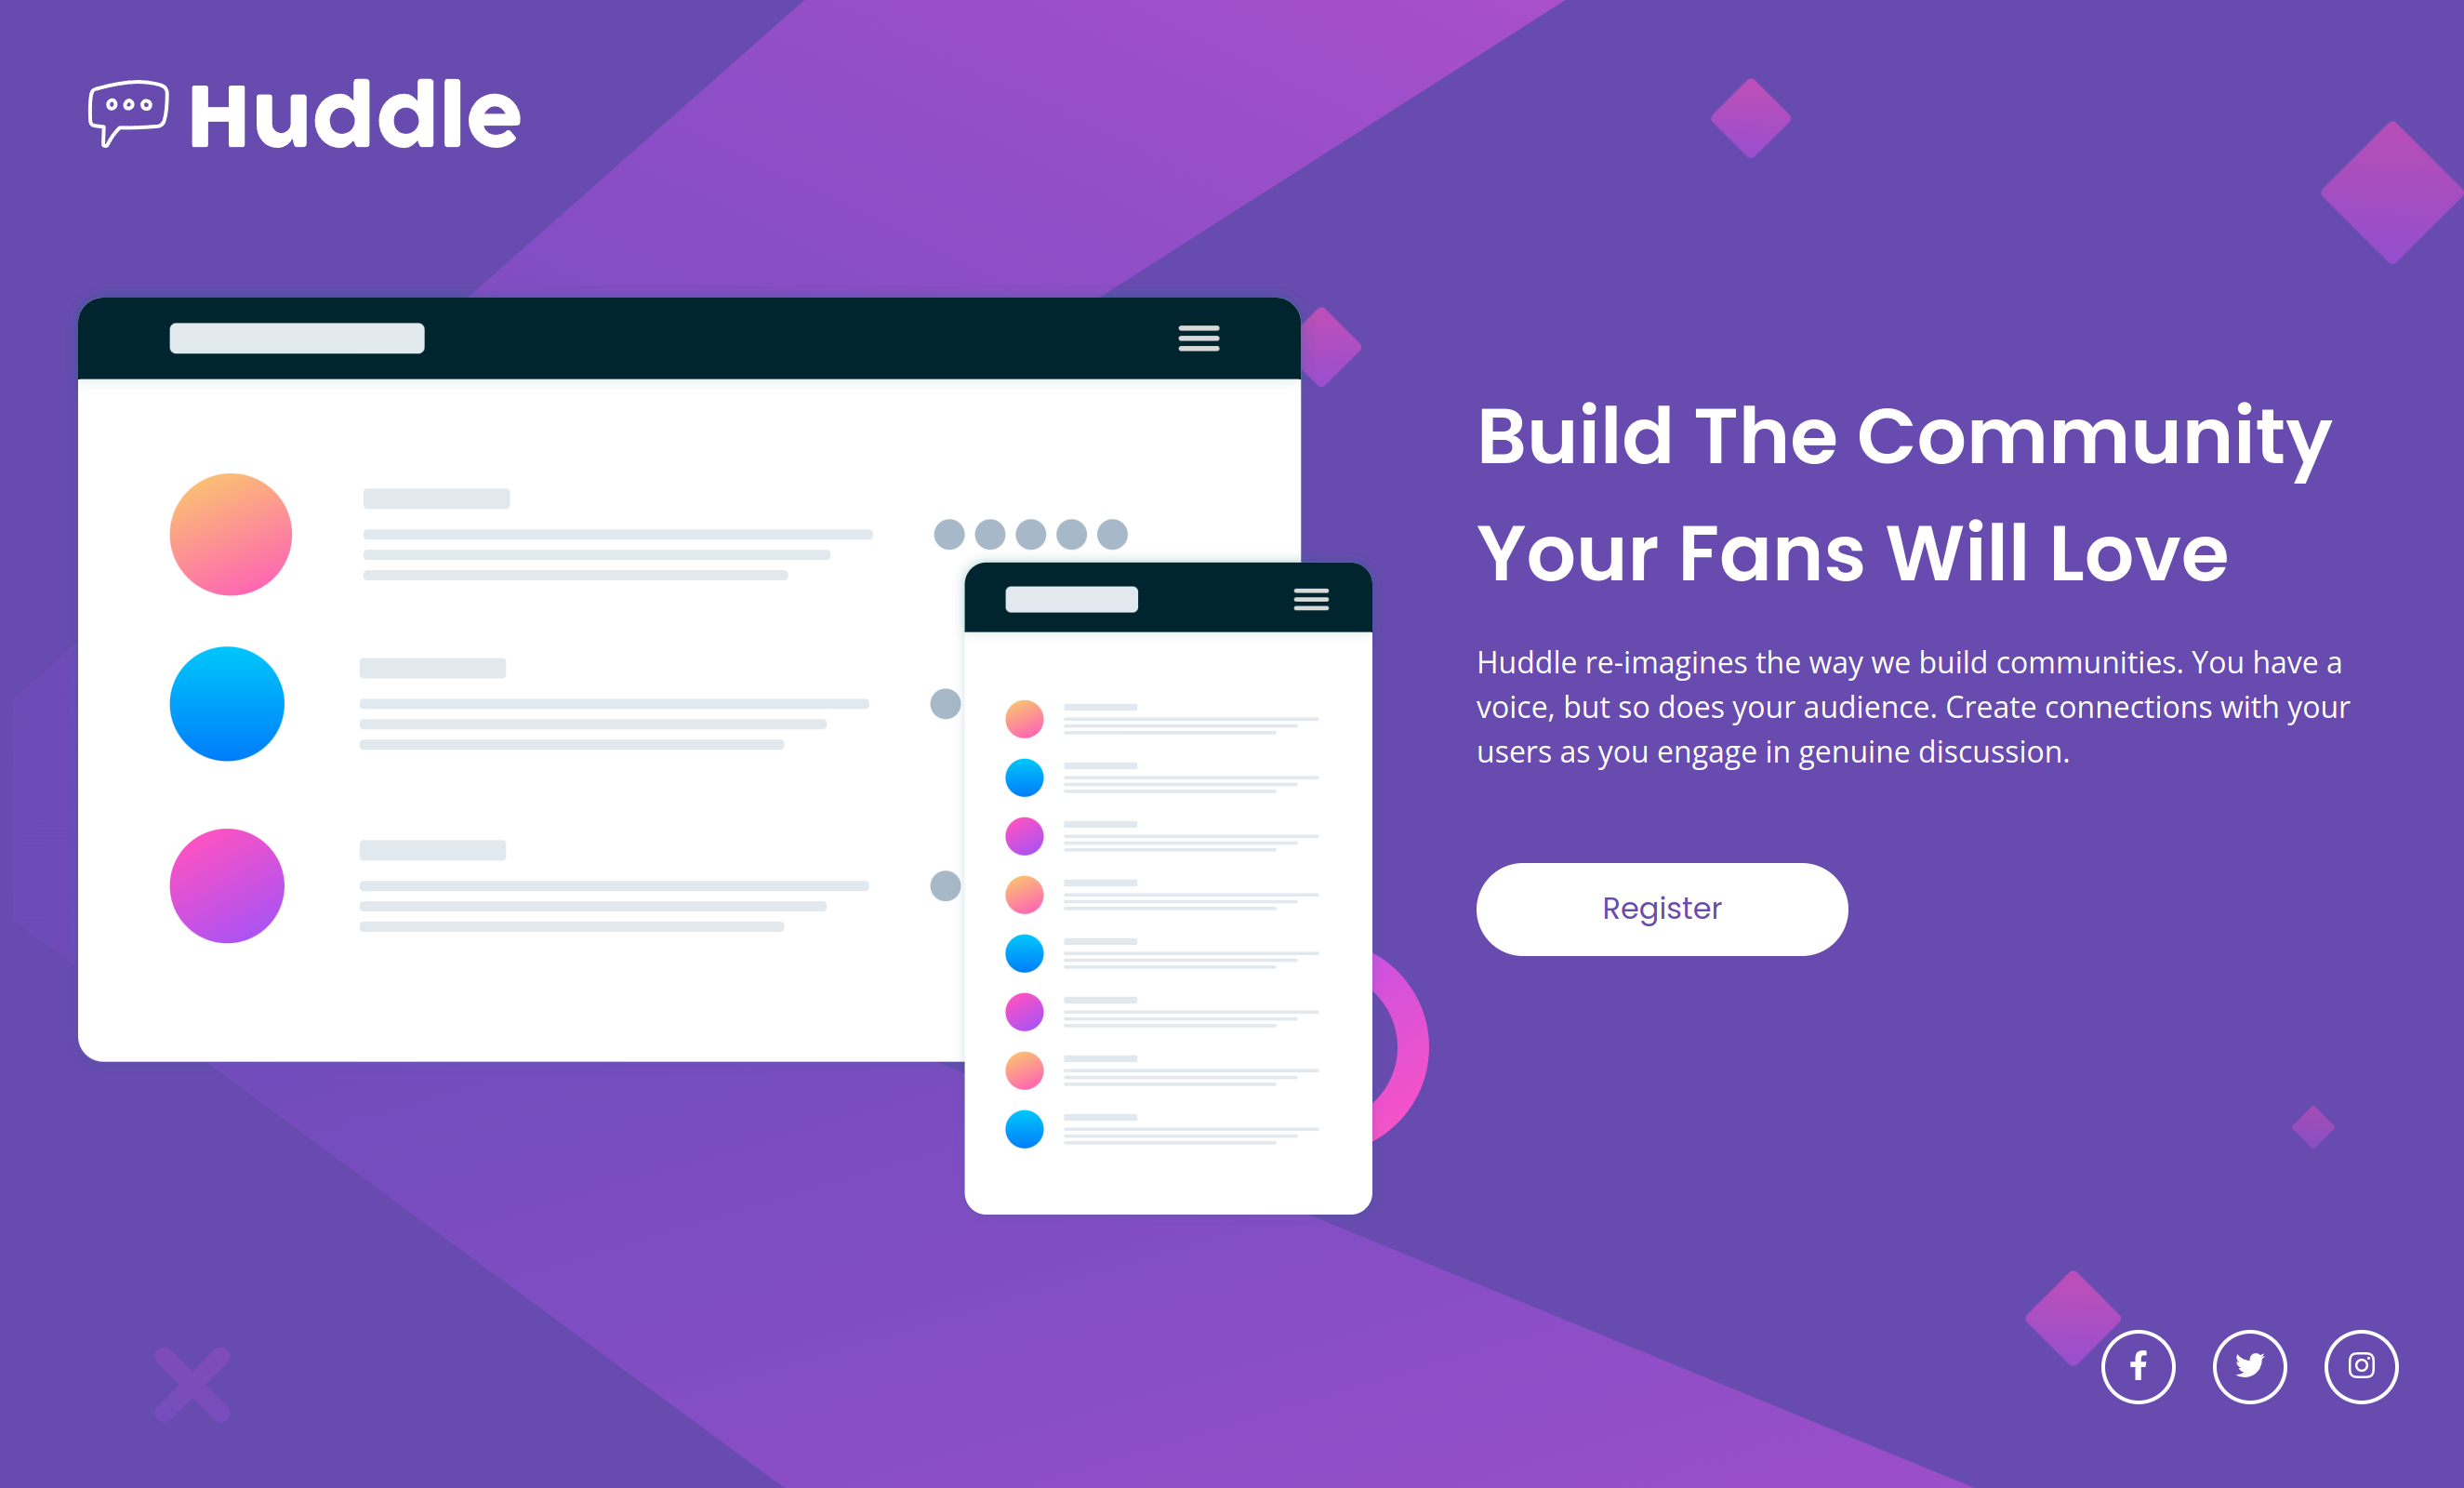 Huddle
Build The Community
Your Fans Will Love
Huddle re-imagines the way we build communities. You have a
voice, but so does your audience. Create connections with your
users as you engage in genuine discussion.
Register